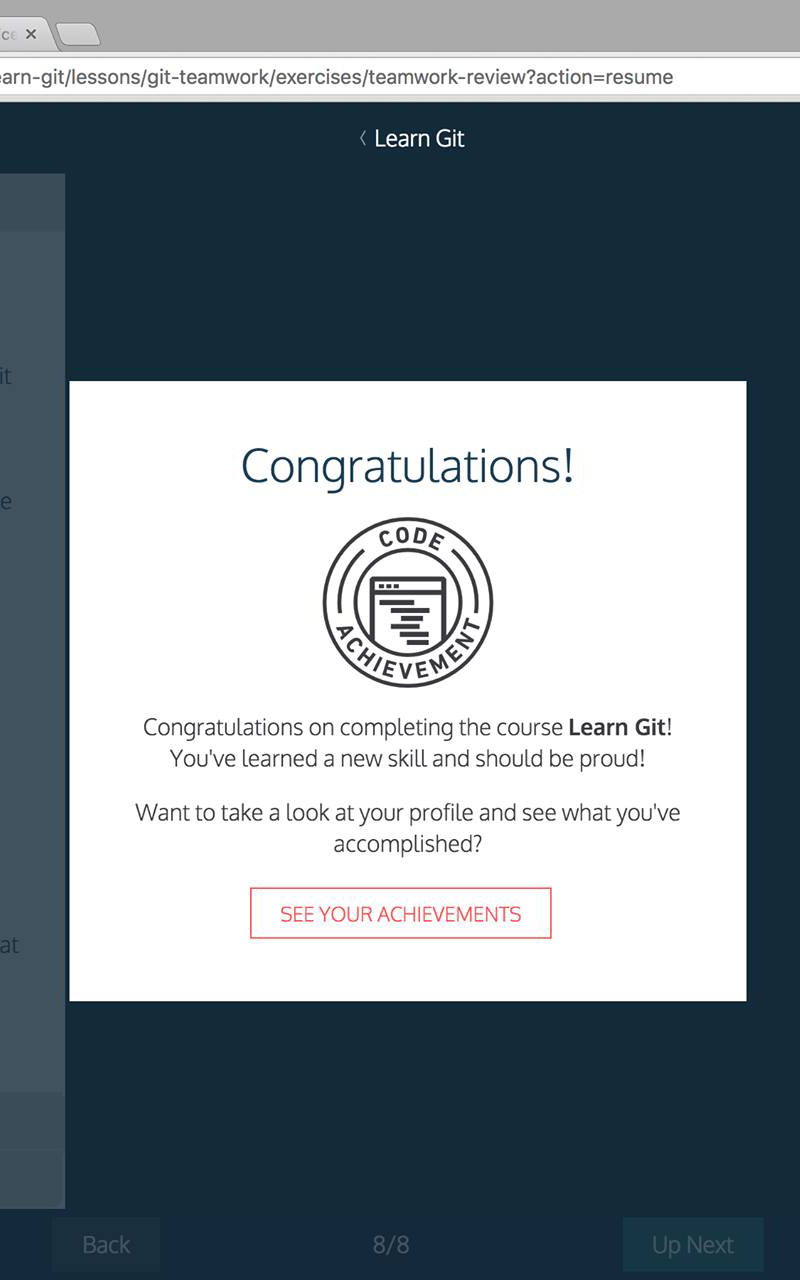 earn-git/lessons/git-teamwork/exercises/teamwork-review?action=resume
Learn Git
it
e
Congratulations!
CODE
ACHIEVEMENT
Congratulations on completing the course Learn Git!
You've learned a new skill and should be proud!
Want to take a look at your profile and see what you've
accomplished?
SEE YOUR ACHIEVEMENTS
at
Back
8/8
Up Next